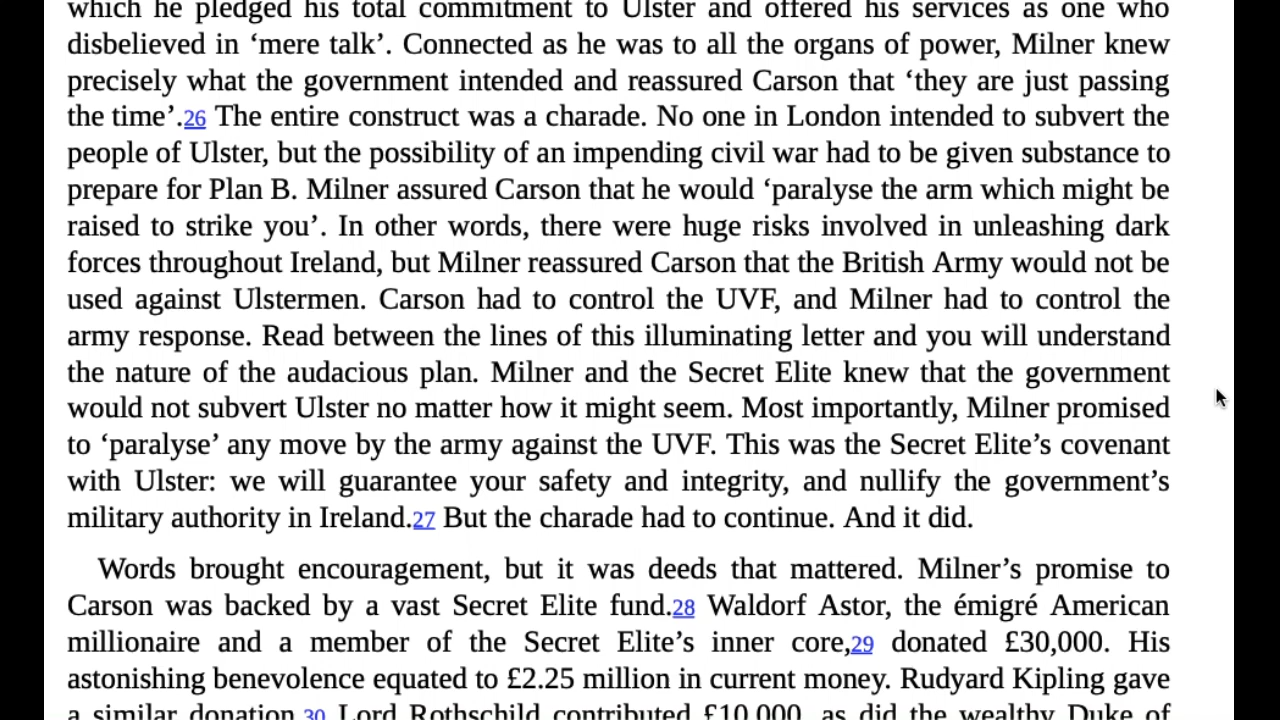 which he pledged his total commitment to Ulster and offered his services as one who
disbelieved in ‘mere talk’. Connected as he was to all the organs of power, Milner knew
precisely what the government intended and reassured Carson that ‘they are just passing
the time’.26 The entire construct was a charade. No one in London intended to subvert the
people of Ulster, but the possibility of an impending civil war had to be given substance to
prepare for Plan B. Milner assured Carson that he would ‘paralyse the arm which might be
raised to strike you’. In other words, there were huge risks involved in unleashing dark
forces throughout Ireland, but Milner reassured Carson that the British Army would not be
used against Ulstermen. Carson had to control the UVF, and Milner had to control the
army response. Read between the lines of this illuminating letter and you will understand
the nature of the audacious plan. Milner and the Secret Elite knew that the government
would not subvert Ulster no matter how it might seem. Most importantly, Milner promised
to ‘paralyse’ any move by the army against the UVF. This was the Secret Elite’s covenant
with Ulster: we will guarantee your safety and integrity, and nullify the government’s
military authority in Ireland.27 But the charade had to continue. And it did.
Words brought encouragement, but it was deeds that mattered. Milner’s promise to
Carson was backed by a vast Secret Elite fund.28 Waldorf Astor, the émigré American
millionaire and a member of the Secret Elite’s inner core,29 donated £30,000. His
astonishing benevolence equated to £2.25 million in current money. Rudyard Kipling gave
a similar donation.30 Lord Rothschild contributed £10,000, as did the wealthy Duke of